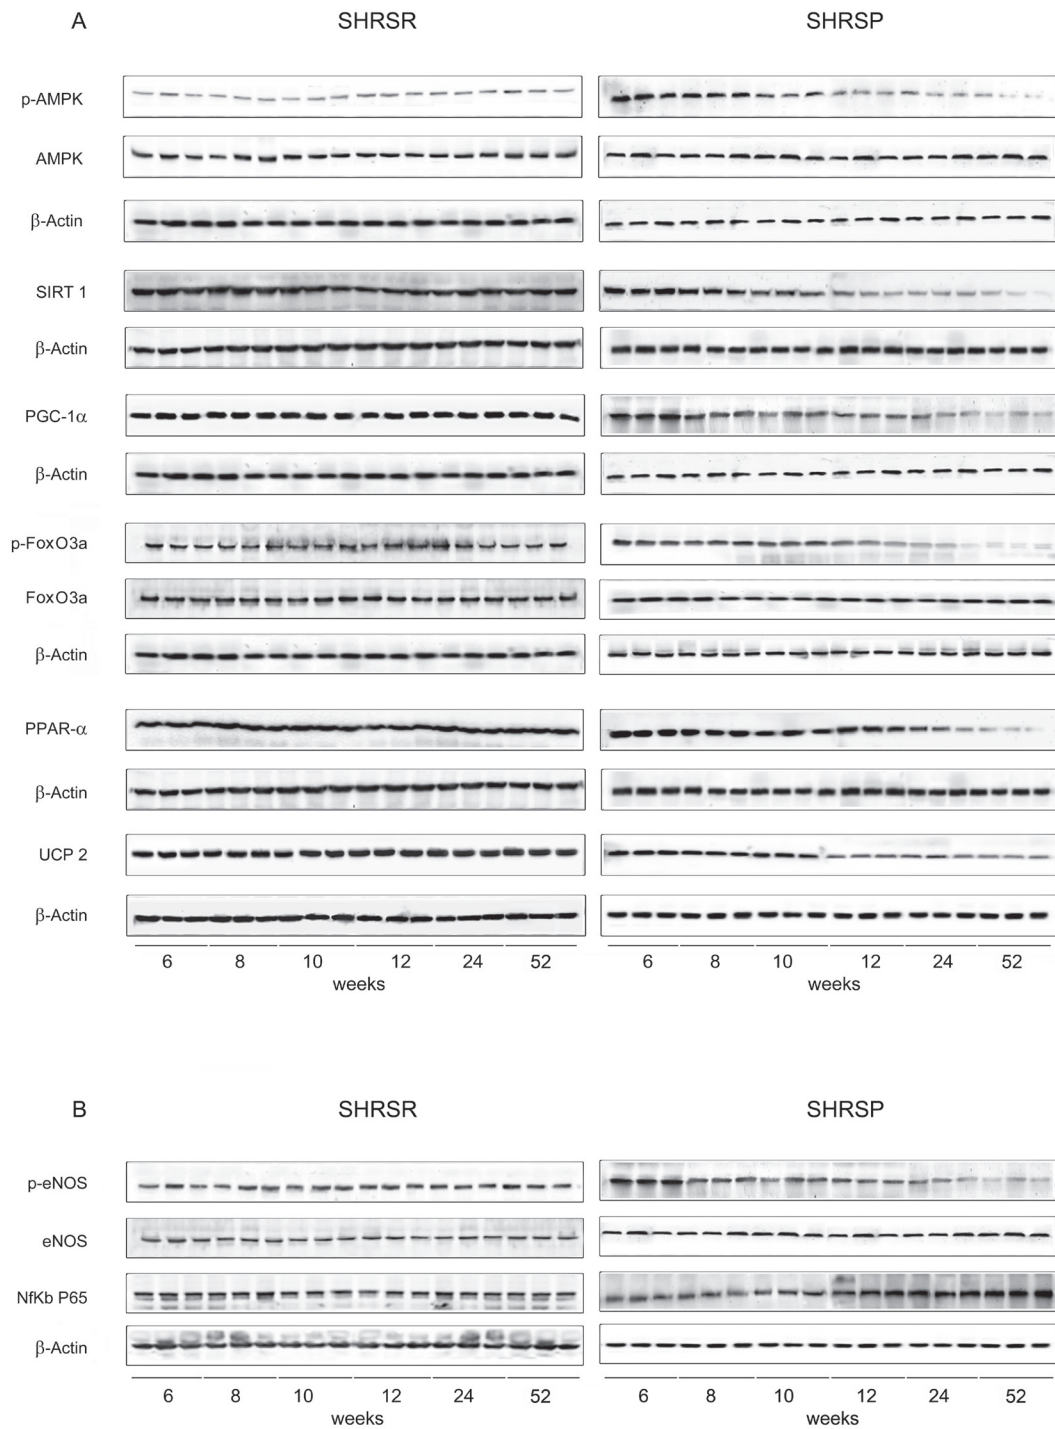 A SHRSR SHRSP
p-AMPK
AMPK
β-Actin
SIRT 1
β-Actin
PGC-1α
β-Actin
p-FoxO3a
FoxO3a
β-Actin
PPAR-α
β-Actin
UCP 2
β-Actin
6 8 10 12 24 52 6 8 10 12 24 52
weeks weeks
B SHRSR SHRSP
p-eNOS
eNOS
NfKb P65
β-Actin
6 8 10 12 24 52 6 8 10 12 24 52
weeks weeks